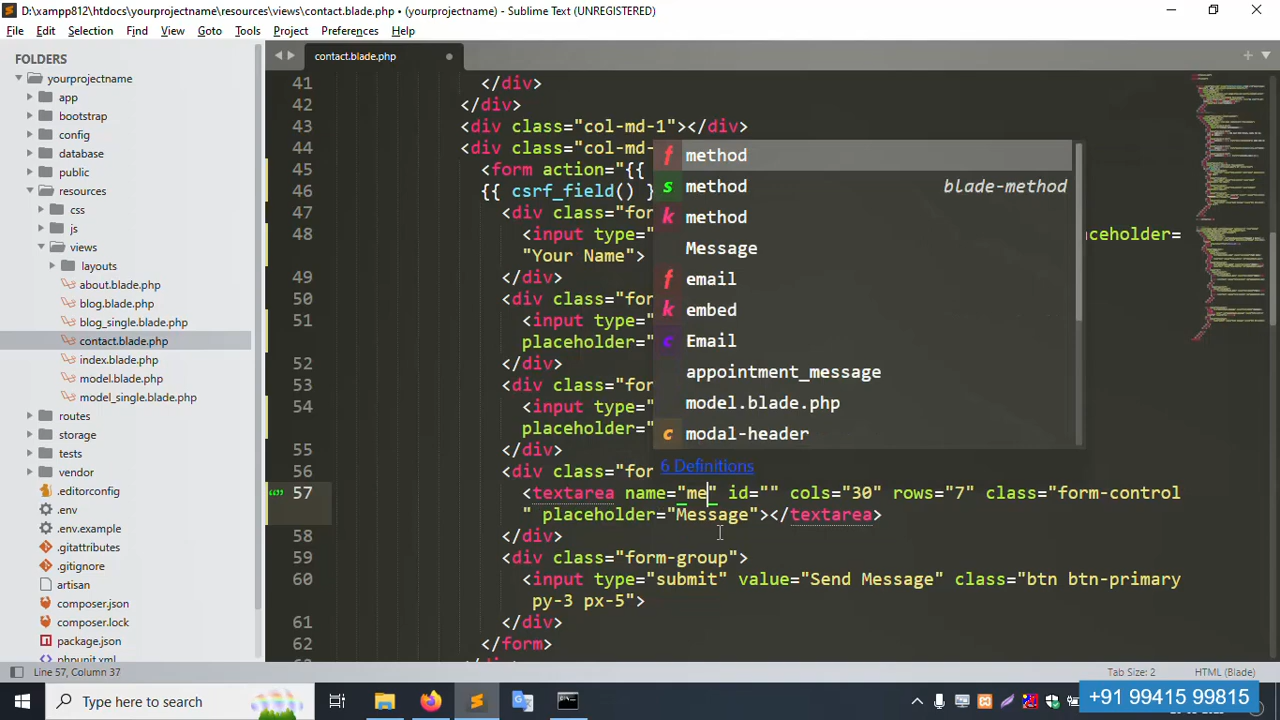 D:\xampp812\htdocs\yourprojectname\resources\views\contact.blade.php • (yourprojectname) - Sublime Text (UNREGISTERED)
File Edit Selection Find View Goto Tools Project Preferences Help
FOLDERS
yourprojectname
app
bootstrap
config
database
public
resources
css
js
views
layouts
about.blade.php
blog.blade.php
blog_single.blade.php
contact.blade.php
index.blade.php
model.blade.php
model_single.blade.php
routes
storage
tests
vendor
.editorconfig
.env
.env.example
.gitattributes
.gitignore
artisan
composer.json
composer.lock
package.json
phpunit.xml
contact.blade.php
41 </div>
42 </div>
43 <div class="col-md-1"></div>
44 <div class="col-md-
45 <form action="{{
46 {{ csrf_field() }
47 <div class="for
48 <input type=" ceholder=
"Your Name">
49 </div>
50 <div class="for
51 <input type="
placeholder="
52 </div>
53 <div class="for
54 <input type="
placeholder="
55 </div>
56 <div class="for
57 <textarea name="me" id="" cols="30" rows="7" class="form-control
" placeholder="Message"></textarea>
58 </div>
59 <div class="form-group">
60 <input type="submit" value="Send Message" class="btn btn-primary
py-3 px-5">
61 </div>
62 </form>
f method
s method blade-method
k method
Message
f email
k embed
c Email
appointment_message
model.blade.php
c modal-header
6 Definitions
Line 57, Column 37 Tab Size: 2 HTML (Blade)
Type here to search
+91 99415 99815